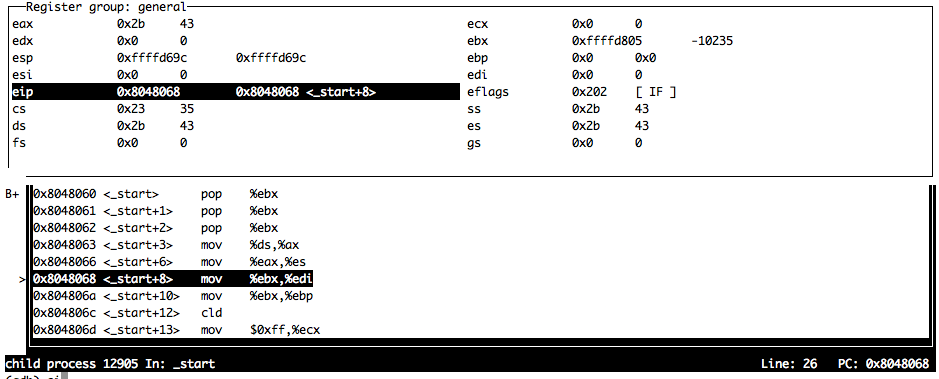 Register group: general
eax 0x2b 43 ecx 0x0 0
edx 0x0 0 ebx 0xffffd805 -10235
esp 0xffffd69c 0xffffd69c ebp 0x0 0x0
esi 0x0 0 edi 0x0 0
eip 0x8048068 0x8048068 <_start+8> eflags 0x202 [ IF ]
cs 0x23 35 ss 0x2b 43
ds 0x2b 43 es 0x2b 43
fs 0x0 0 gs 0x0 0
B+ 0x8048060 <_start> pop %ebx
0x8048061 <_start+1> pop %ebx
0x8048062 <_start+2> pop %ebx
0x8048063 <_start+3> mov %ds,%ax
0x8048066 <_start+6> mov %eax,%es
> 0x8048068 <_start+8> mov %ebx,%edi
0x804806a <_start+10> mov %ebx,%ebp
0x804806c <_start+12> cld
0x804806d <_start+13> mov $0xff,%ecx
child process 12905 In: _start Line: 26 PC: 0x8048068
(gdb) si